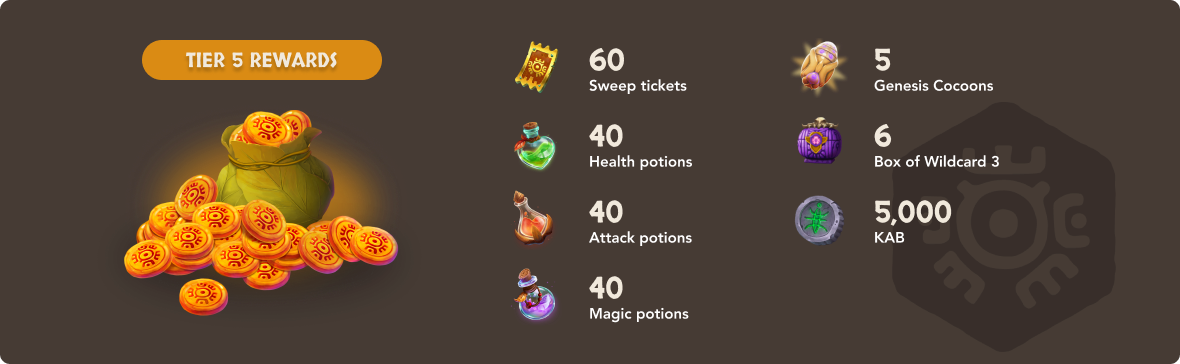 TIER 5 REWARDS
60
Sweep tickets
40
Health potions
40
Attack potions
40
Magic potions
5
Genesis Cocoons
6
Box of Wildcard 3
5,000
KAB